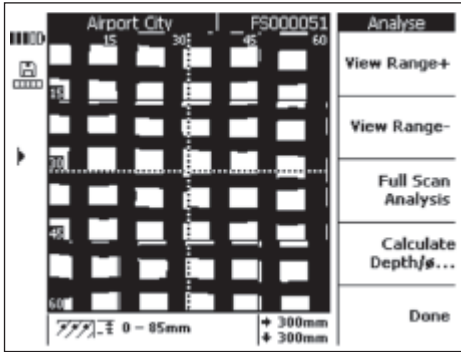 Airport City FS000051 Analyse
15 30 45 60
View Range+
15
View Range-
30
Full Scan
Analysis
45
Calculate
Depth/ø...
60
Done
0 - 85mm
→ 300mm
↓ 300mm